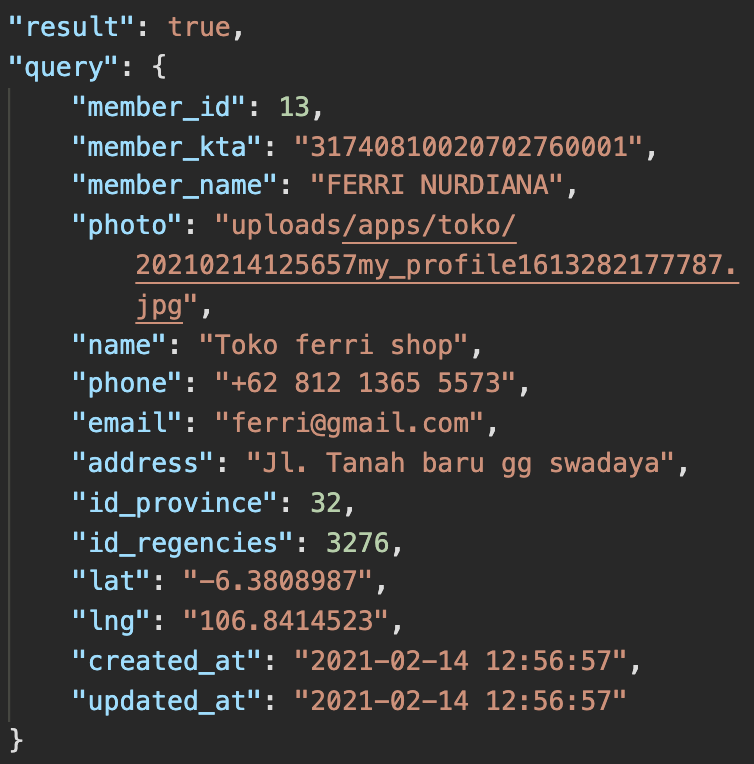 "result": true,
"query": {
"member_id": 13,
"member_kta": "31740810020702760001",
"member_name": "FERRI NURDIANA",
"photo": "uploads/apps/toko/
20210214125657my_profile1613282177787.
jpg",
"name": "Toko ferri shop",
"phone": "+62 812 1365 5573",
"email": "ferri@gmail.com",
"address": "Jl. Tanah baru gg swadaya",
"id_province": 32,
"id_regencies": 3276,
"lat": "-6.3808987",
"lng": "106.8414523",
"created_at": "2021-02-14 12:56:57",
"updated_at": "2021-02-14 12:56:57"
}